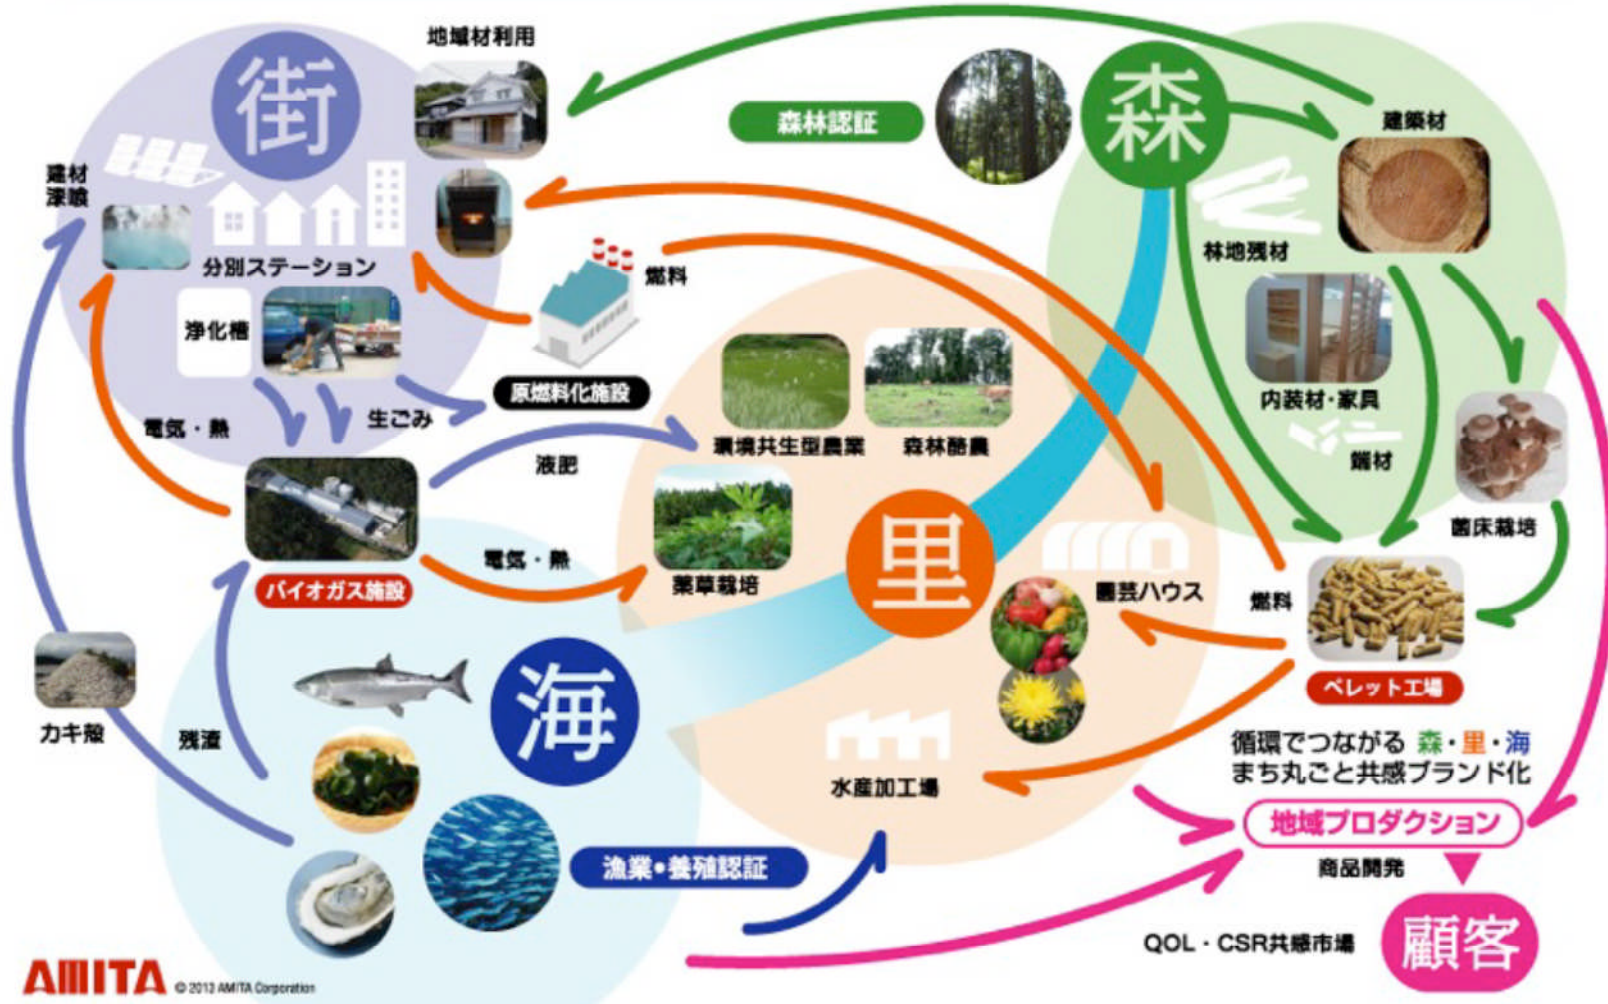 街
地域材利用
森林認証
森
建築材
建材
漆喰
分別ステーション
浄化槽
燃料
林地残材
内装材・家具
端材
原燃料化施設
電気・熱
生ごみ
液肥
環境共生型農業
森林酪農
菌床栽培
バイオガス施設
電気・熱
薬草栽培
里
園芸ハウス
燃料
ペレット工場
カキ殻
残渣
海
水産加工場
循環でつながる 森・里・海
まち丸ごと共感ブランド化
地域プロダクション
商品開発
漁業・養殖認証
QOL・CSR共感市場
顧客
AMITA
© 2013 AMITA Corporation